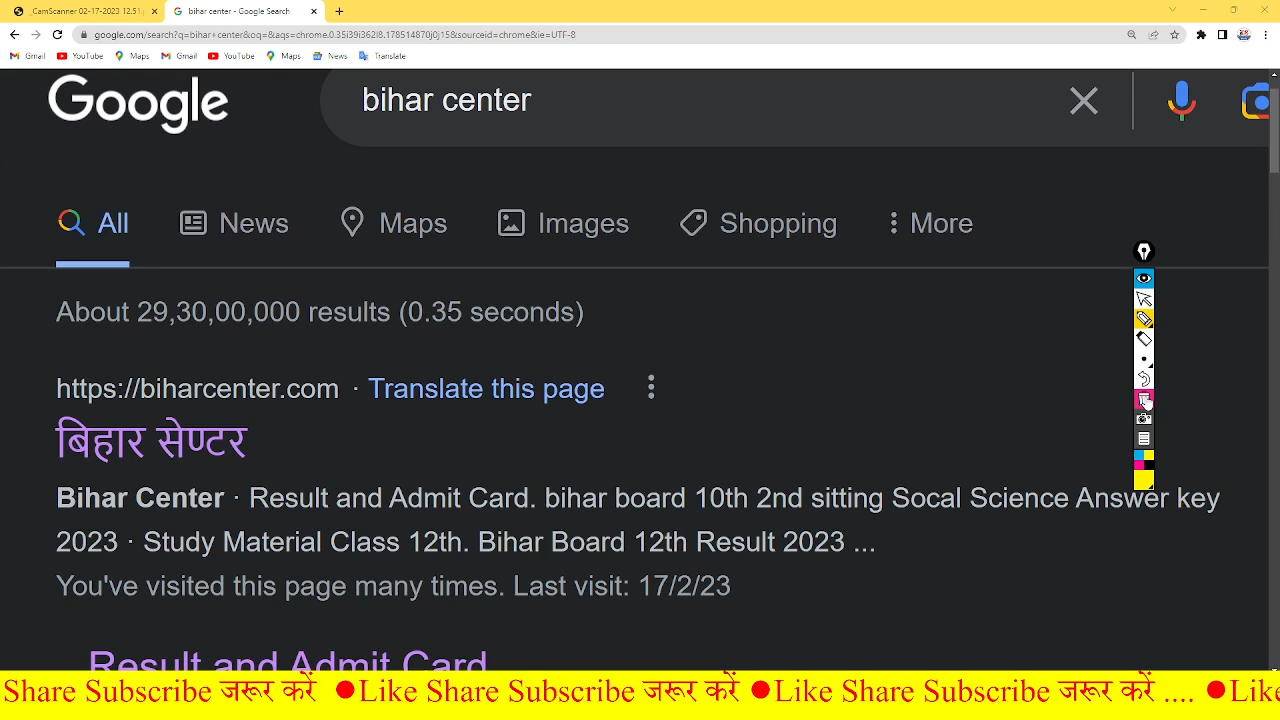 _CamScanner 02-17-2023 12.51.p
bihar center - Google Search
google.com/search?q=bihar+center&oq=&aqs=chrome.0.35i39i362l8.178514870j0j15&sourceid=chrome&ie=UTF-8
Gmail YouTube Maps Gmail YouTube Maps News Translate
Google bihar center
All News Maps Images Shopping More
About 29,30,00,000 results (0.35 seconds)
https://biharcenter.com · Translate this page
बिहार सेण्टर
Bihar Center · Result and Admit Card. bihar board 10th 2nd sitting Socal Science Answer key
2023 · Study Material Class 12th. Bihar Board 12th Result 2023 ...
You've visited this page many times. Last visit: 17/2/23
Result and Admit Card
Share Subscribe जरूर करें ●Like Share Subscribe जरूर करें ●Like Share Subscribe जरूर करें .... ●Like